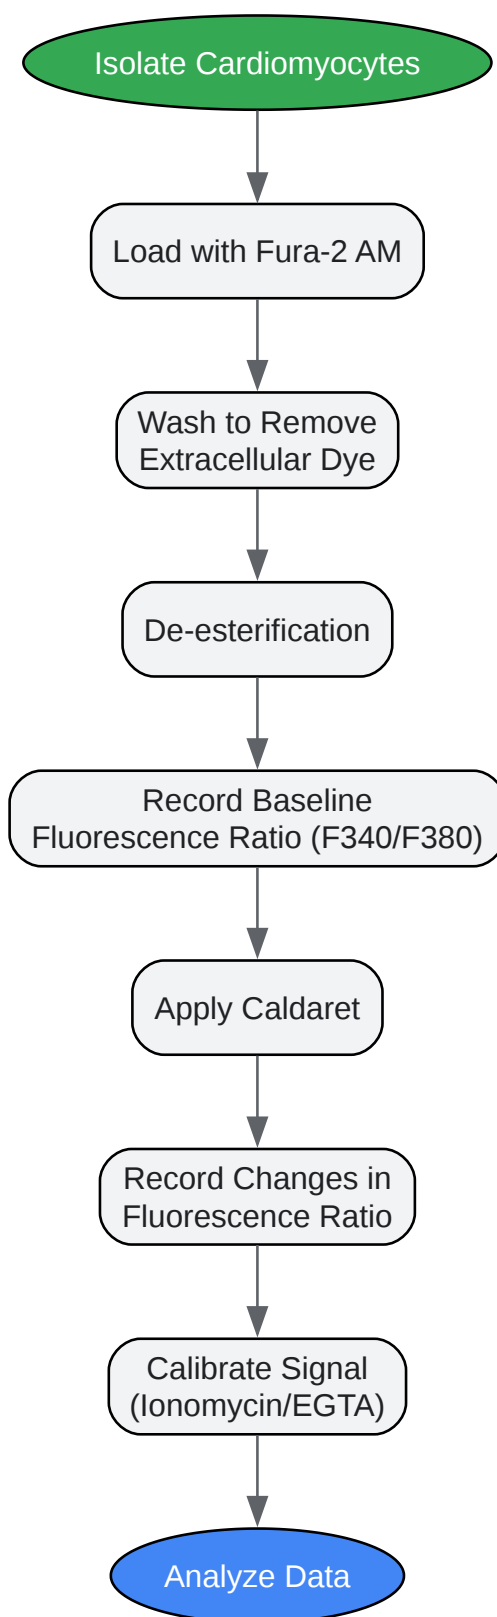 Isolate Cardiomyocytes
Load with Fura-2 AM
Wash to Remove
Extracellular Dye
De-esterification
Record Baseline
Fluorescence Ratio (F340/F380)
Apply Caldaret
Record Changes in
Fluorescence Ratio
Calibrate Signal
(Ionomycin/EGTA)
Analyze Data